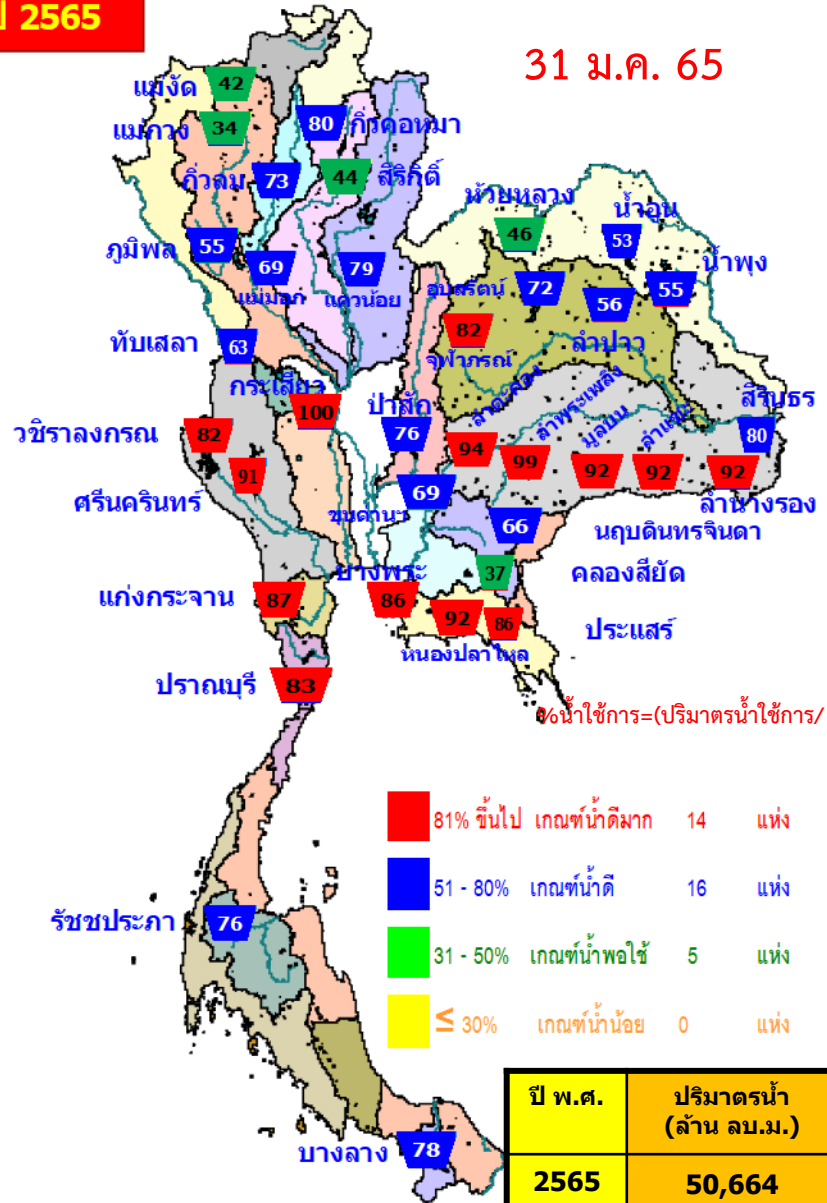 ปี 2565
31 ม.ค. 65
แม่งัด
42
แม่กวง
34
80
กิ่วคอหมา
กิ่วลม
73
44
สิริกิติ์
ห้วยหลวง
46
น้ำอูน
53
น้ำพุง
55
ภูมิพล
55
69
แม่มอก
79
แควน้อย
อุบลรัตน์
72
56
ลำปาว
82
จุฬาภรณ์
ทับเสลา
63
กระเสียว
100
ป่าสัก
76
ลำตะคอง
94
ลำพระเพลิง
99
มูลบน
92
ลำแซะ
92
สิรินธร
80
92
ลำนางรอง
วชิราลงกรณ
82
91
ศรีนครินทร์
69
ขุนด่านฯ
66
นฤบดินทรจินดา
บางพระ
86
37
คลองสียัด
แก่งกระจาน
87
92
หนองปลาไหล
86
ประแสร์
ปราณบุรี
83
%น้ำใช้การ=(ปริมาตรน้ำใช้การ/
81% ขึ้นไป เกณฑ์น้ำดีมาก 14 แห่ง
51 - 80% เกณฑ์น้ำดี 16 แห่ง
31 - 50% เกณฑ์น้ำพอใช้ 5 แห่ง
≤ 30% เกณฑ์น้ำน้อย 0 แห่ง
รัชชประภา
76
บางลาง
78
ปี พ.ศ. ปริมาตรน้ำ
(ล้าน ลบ.ม.)
2565 50,664